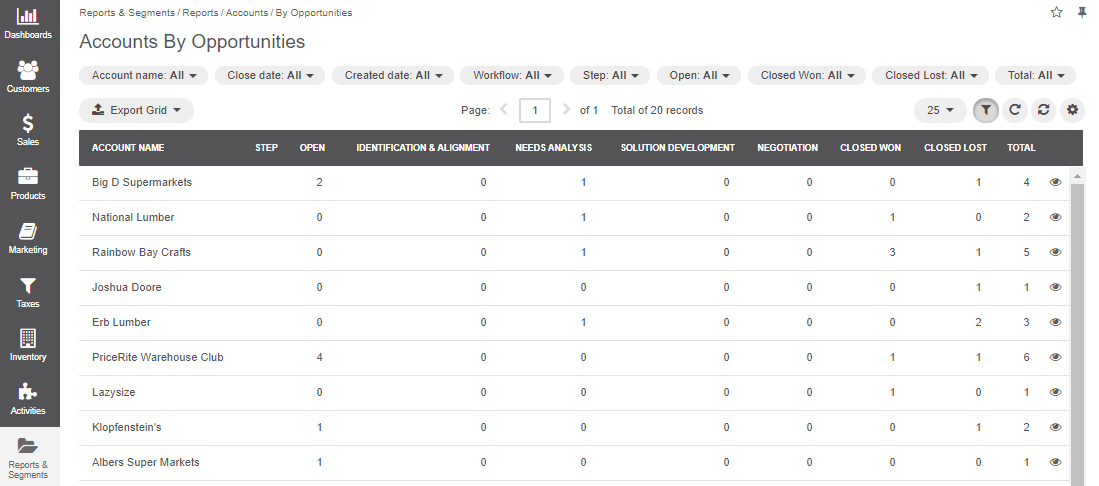 Dashboards
Customers
Sales
Products
Marketing
Taxes
Inventory
Activities
Reports &
Segments
Reports & Segments / Reports / Accounts / By Opportunities
Accounts By Opportunities
Account name: All Close date: All Created date: All Workflow: All Step: All Open: All Closed Won: All Closed Lost: All Total: All
Export Grid Page: 1 of 1 Total of 20 records 25
ACCOUNT NAME STEP OPEN IDENTIFICATION & ALIGNMENT NEEDS ANALYSIS SOLUTION DEVELOPMENT NEGOTIATION CLOSED WON CLOSED LOST TOTAL
Big D Supermarkets 2 0 1 0 0 0 1 4
National Lumber 0 0 1 0 0 1 0 2
Rainbow Bay Crafts 0 0 1 0 0 3 1 5
Joshua Doore 0 0 0 0 0 0 1 1
Erb Lumber 0 0 1 0 0 0 2 3
PriceRite Warehouse Club 4 0 0 0 0 1 1 6
Lazysize 0 0 0 0 0 1 0 1
Klopfenstein's 1 0 0 0 0 0 1 2
Albers Super Markets 1 0 0 0 0 0 0 1